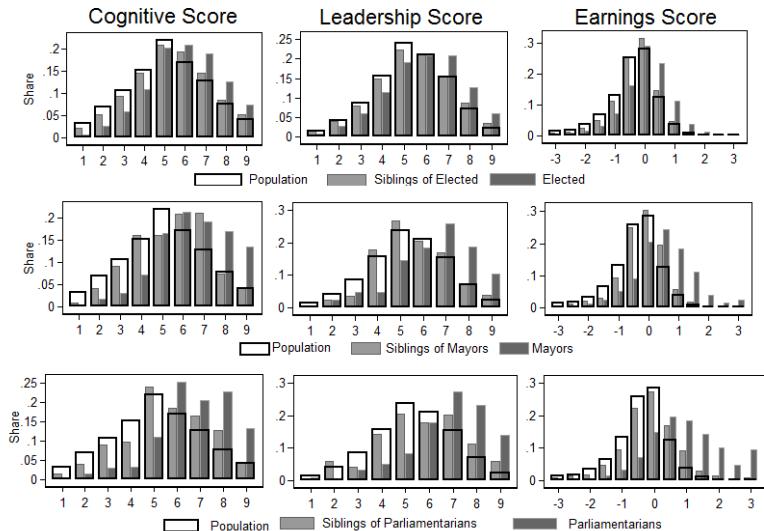 Cognitive Score Leadership Score Earnings Score
Share
.2
.15
.1
.05
0
1 2 3 4 5 6 7 8 9
.25
.2
.15
.1
.05
0
1 2 3 4 5 6 7 8 9
.3
.2
.1
0
-3 -2 -1 0 1 2 3
Population Siblings of Elected Elected
.2
.15
.1
.05
0
1 2 3 4 5 6 7 8 9
.3
.2
.1
0
1 2 3 4 5 6 7 8 9
.3
.2
.1
0
-3 -2 -1 0 1 2 3
Population Siblings of Mayors Mayors
Share
.25
.2
.15
.1
.05
0
1 2 3 4 5 6 7 8 9
.3
.2
.1
0
1 2 3 4 5 6 7 8 9
.3
.2
.1
0
-3 -2 -1 0 1 2 3
Population Siblings of Parliamentarians Parliamentarians